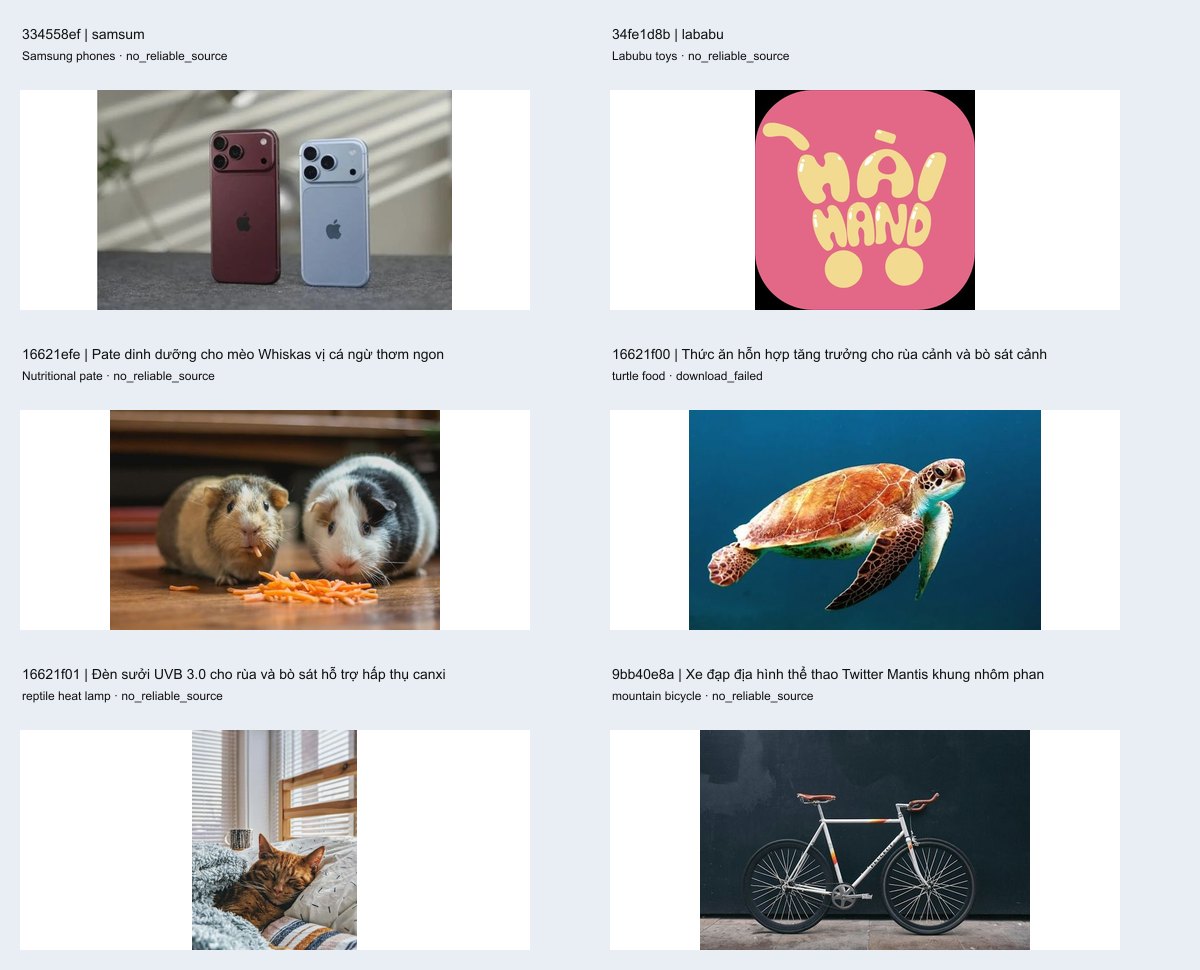 334558ef | samsum
Samsung phones · no_reliable_source
34fe1d8b | lababu
Labubu toys · no_reliable_source
HÀI
HAND
16621efe | Pate dinh dưỡng cho mèo Whiskas vị cá ngừ thơm ngon
Nutritional pate · no_reliable_source
16621f00 | Thức ăn hỗn hợp tăng trưởng cho rùa cảnh và bò sát cảnh
turtle food · download_failed
16621f01 | Đèn sưởi UVB 3.0 cho rùa và bò sát hỗ trợ hấp thụ canxi
reptile heat lamp · no_reliable_source
9bb40e8a | Xe đạp địa hình thể thao Twitter Mantis khung nhôm phan
mountain bicycle · no_reliable_source